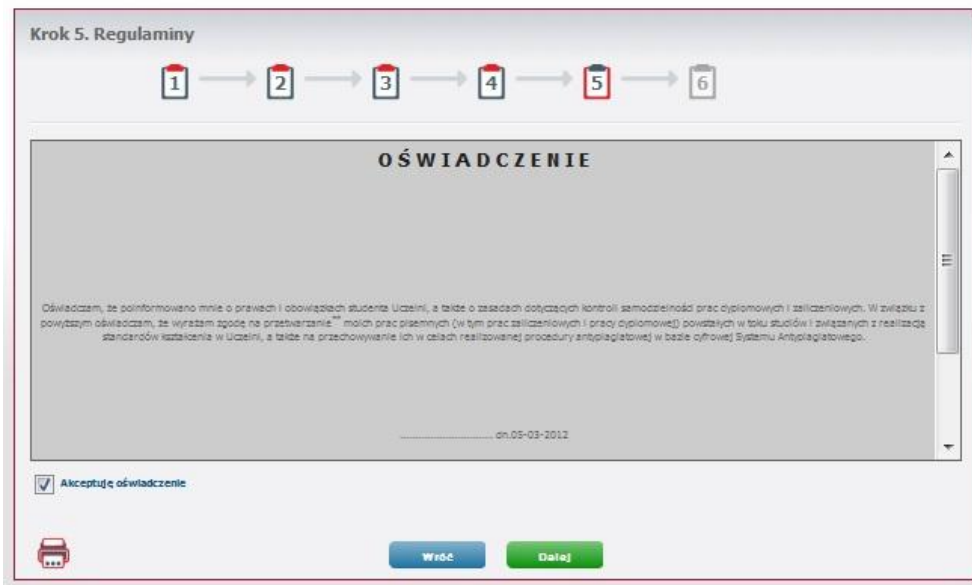 Krok 5. Regulaminy
1 2 3 4 5 6
OŚWIADCZENIE
Oświadczam, że poinformowano mnie o prawach i obowiązkach studenta Uczelni, a także o zasadach dotyczących kontroli samodzielności prac dyplomowych i zaliczeniowych. W związku z
powyższym oświadczam, że wyrażam zgodę na przetwarzanie** moich prac pisemnych (w tym prac zaliczeniowych i pracy dyplomowej) powstałych w toku studiów i związanych z realizacją
standardów kształcenia w Uczelni, a także na przechowywanie ich w celach realizowanej procedury antyplagiatowej w bazie cyfrowej Systemu Antyplagiatowego.
................................ dn.05-03-2012
Akceptuję oświadczenie
Wróć Dalej